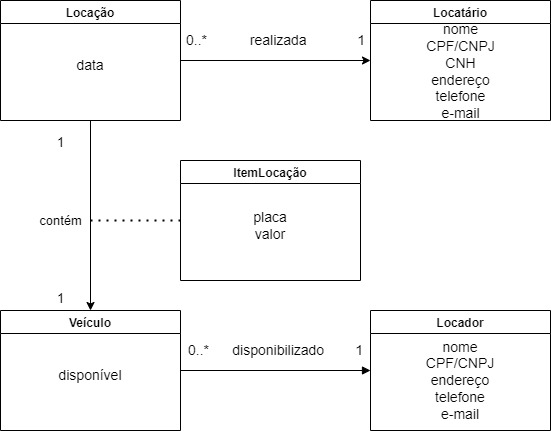 Locação
data
0..*
realizada
1
Locatário
nome
CPF/CNPJ
CNH
endereço
telefone
e-mail
1
contém
1
ItemLocação
placa
valor
Veículo
disponível
0..*
disponibilizado
1
Locador
nome
CPF/CNPJ
endereço
telefone
e-mail